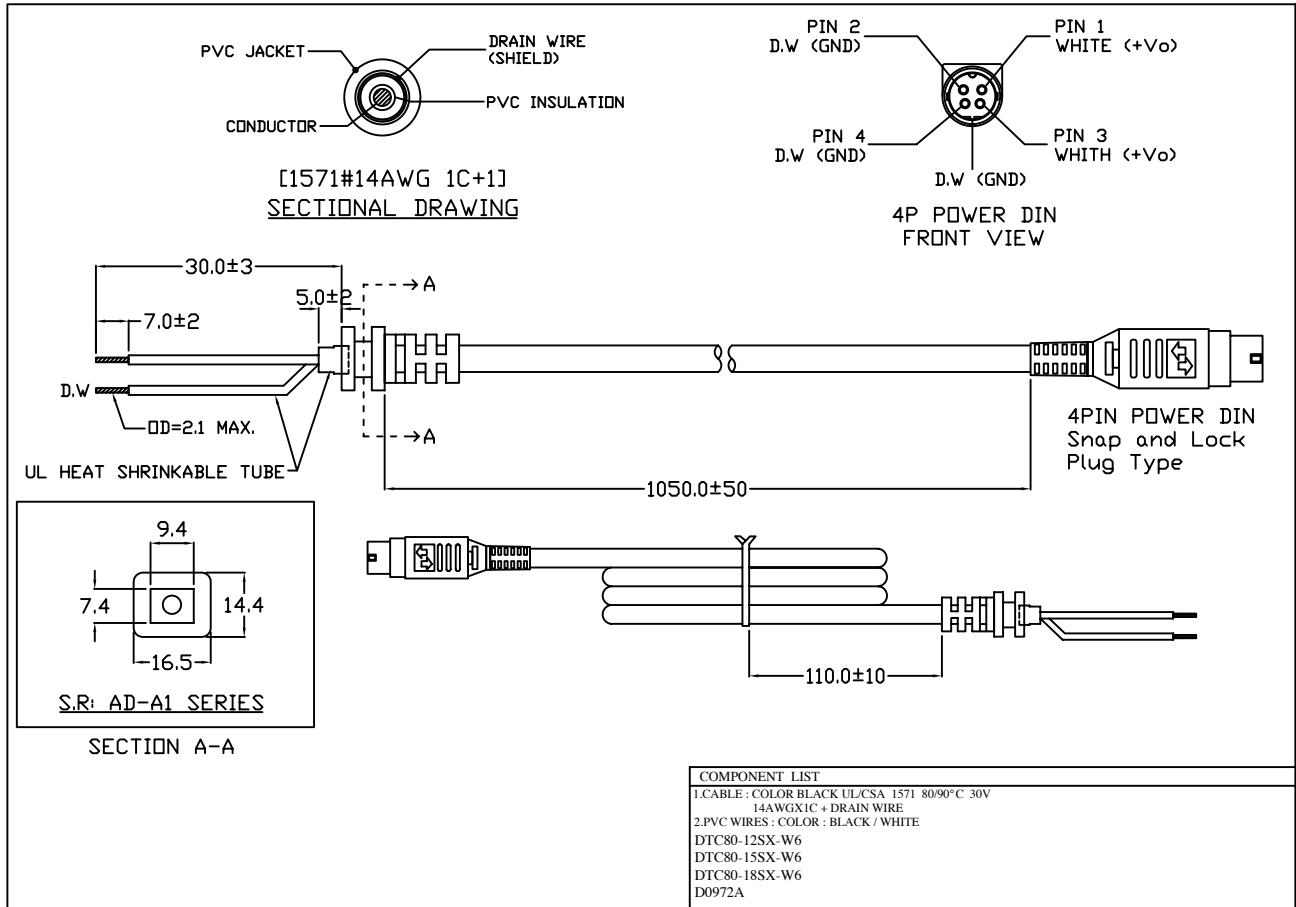 PVC JACKET
DRAIN WIRE
(SHIELD)
PVC INSULATION
CONDUCTOR
[1571#14AWG 1C+1]
SECTIONAL DRAWING
PIN 2
D.W (GND)
PIN 1
WHITE (+Vo)
PIN 4
D.W (GND)
PIN 3
WHITH (+Vo)
D.W (GND)
4P POWER DIN
FRONT VIEW
30.0±3
5.0±2
A
7.0±2
D.W
OD=2.1 MAX.
A
UL HEAT SHRINKABLE TUBE
1050.0±50
4PIN POWER DIN
Snap and Lock
Plug Type
9.4
7.4
14.4
16.5
S.R: AD-A1 SERIES
SECTION A-A
110.0±10
COMPONENT LIST
1.CABLE : COLOR BLACK UL/CSA 1571 80/90°C 30V
14AWGX1C + DRAIN WIRE
2.PVC WIRES : COLOR : BLACK / WHITE
DTC80-12SX-W6
DTC80-15SX-W6
DTC80-18SX-W6
D0972A